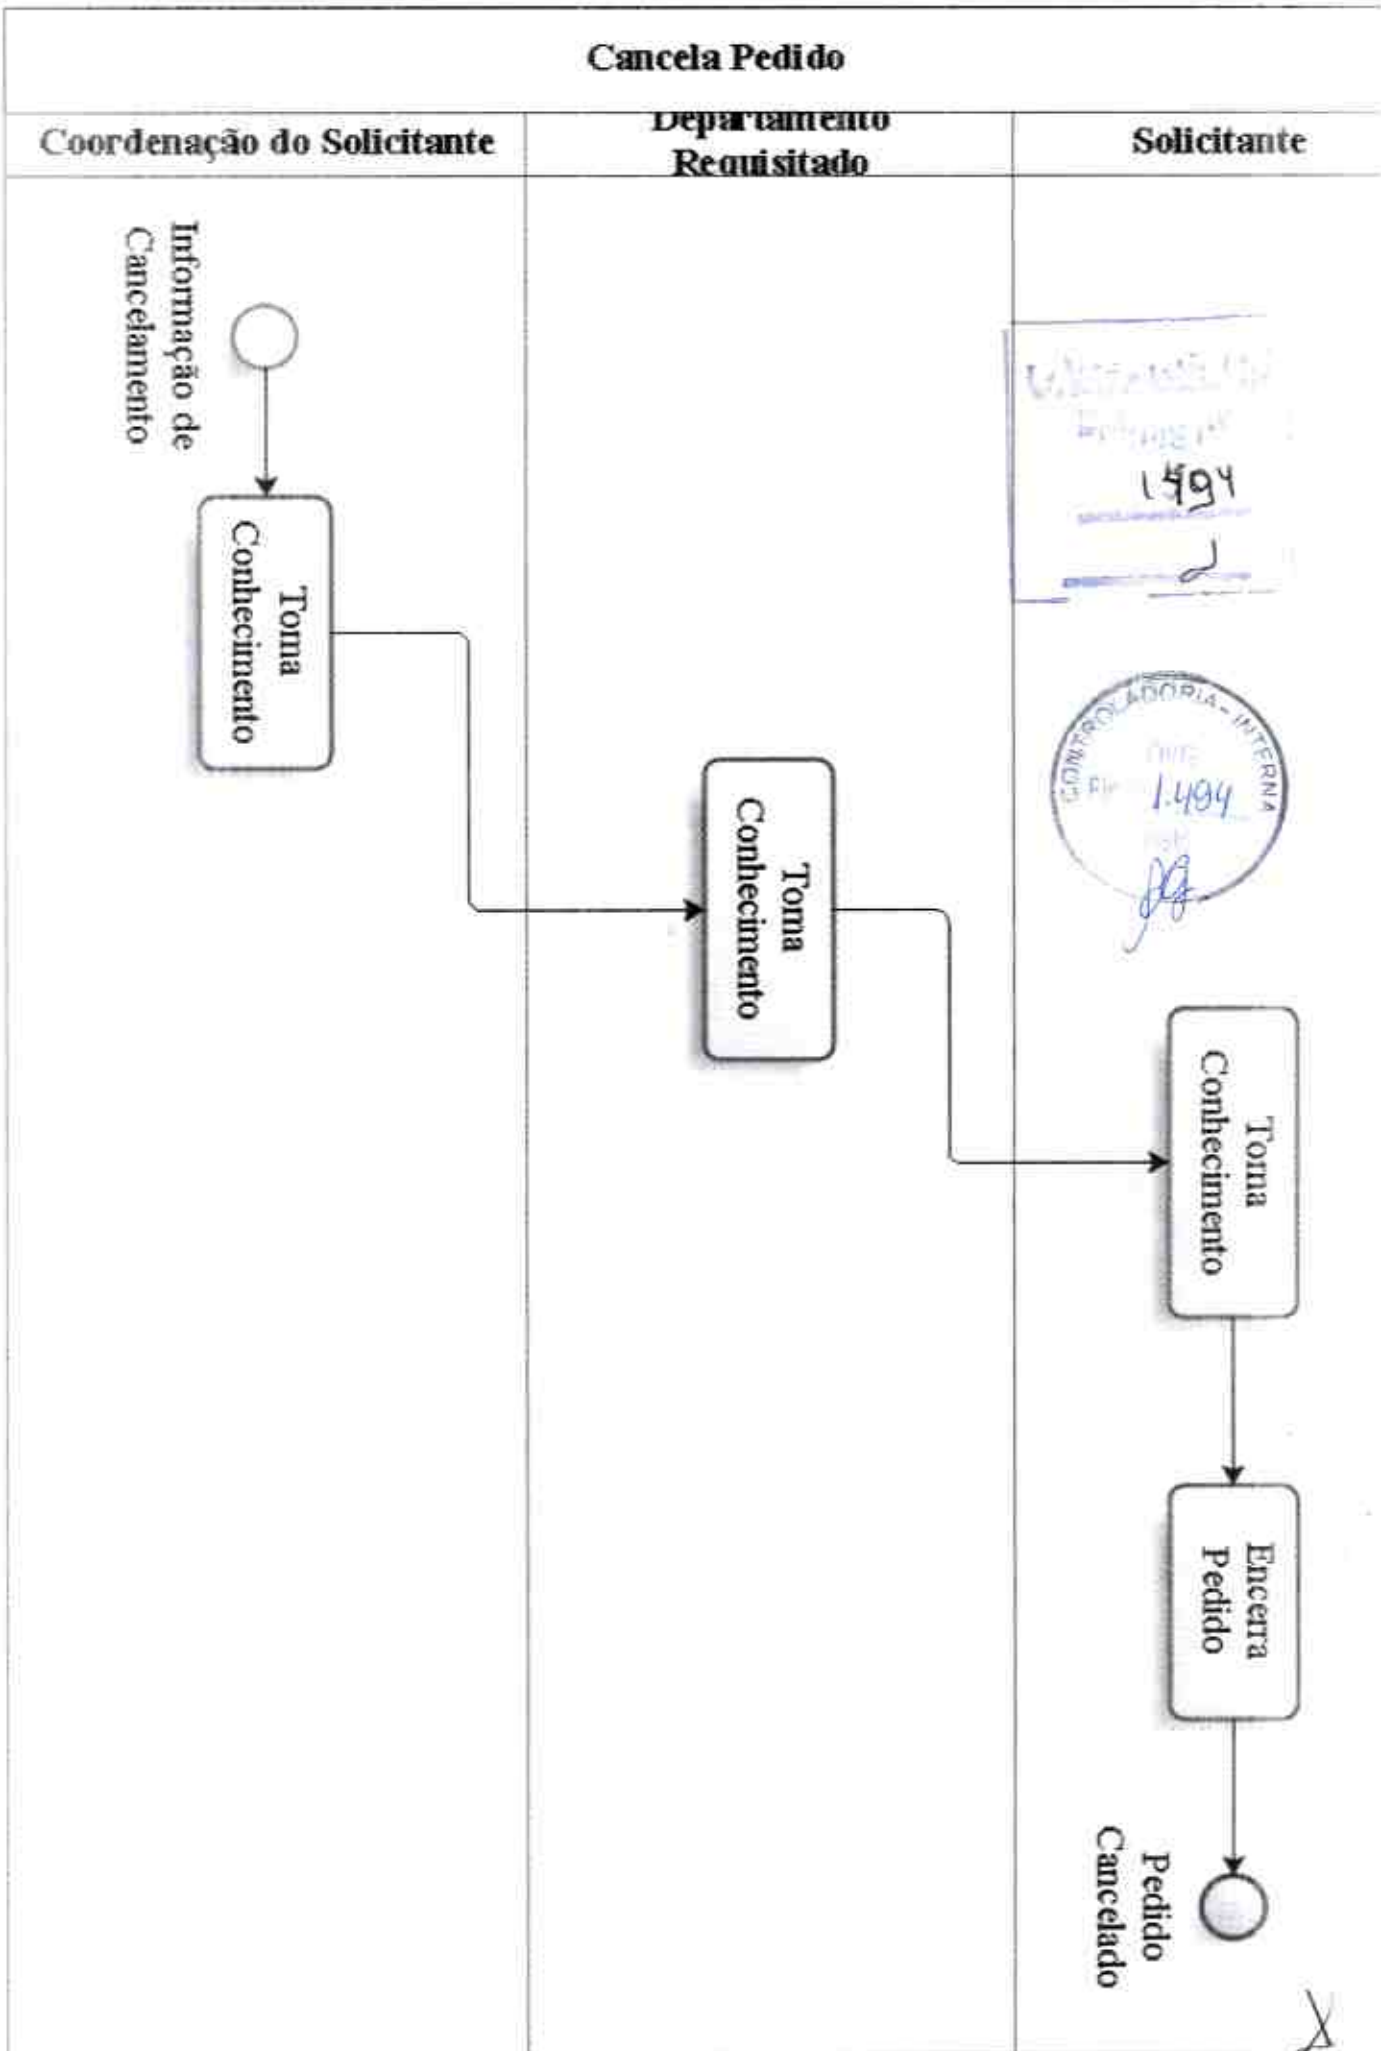 Cancela Pedido
Coordenação do Solicitante
Departamento
Requisitado
Solicitante
Informação de
Cancelamento
Toma
Conhecimento
Toma
Conhecimento
1494
CONTROLADORIA - INTERNA
1.494
Toma
Conhecimento
Encerra
Pedido
Pedido
Cancelado